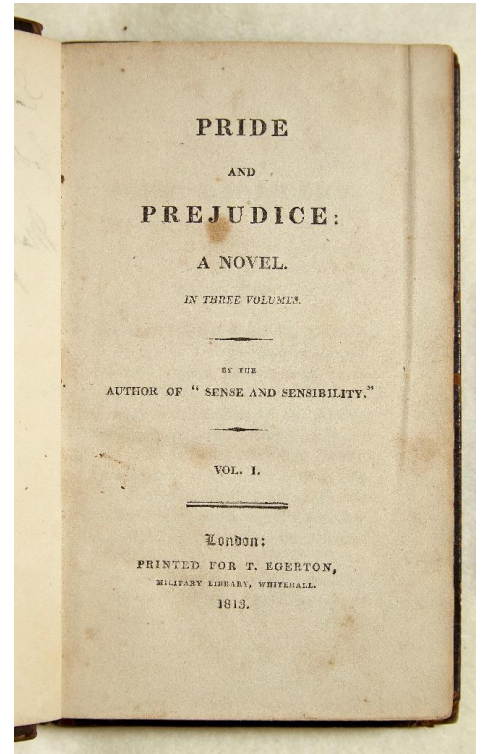 PRIDE
AND
PREJUDICE:
A NOVEL.
IN THREE VOLUMES.
BY THE
AUTHOR OF " SENSE AND SENSIBILITY."
VOL. I.
London:
PRINTED FOR T. EGERTON,
MILITARY LIBRARY, WHITEHALL.
1813.